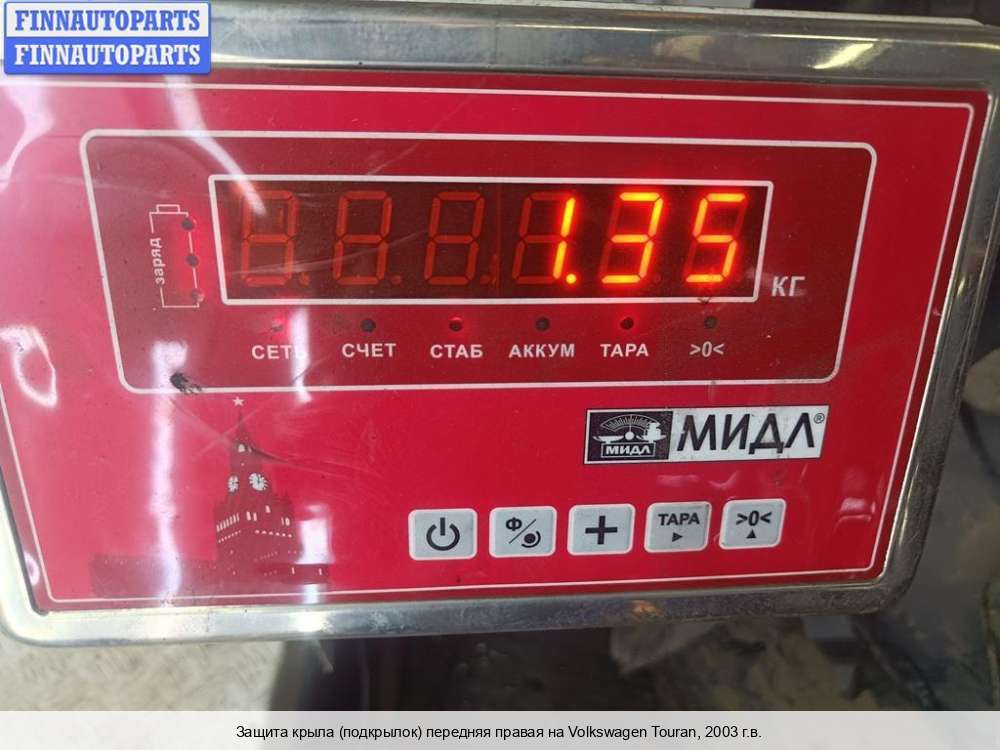 FINNAUTOPARTS
FINNAUTOPARTS
заряд
1.35
КГ
СЕТЬ СЧЕТ СТАБ АККУМ ТАРА >0<
МИДЛ МИДЛ®
Ф ТАРА >0<
Защита крыла (подкрылок) передняя правая на Volkswagen Touran, 2003 г.в.